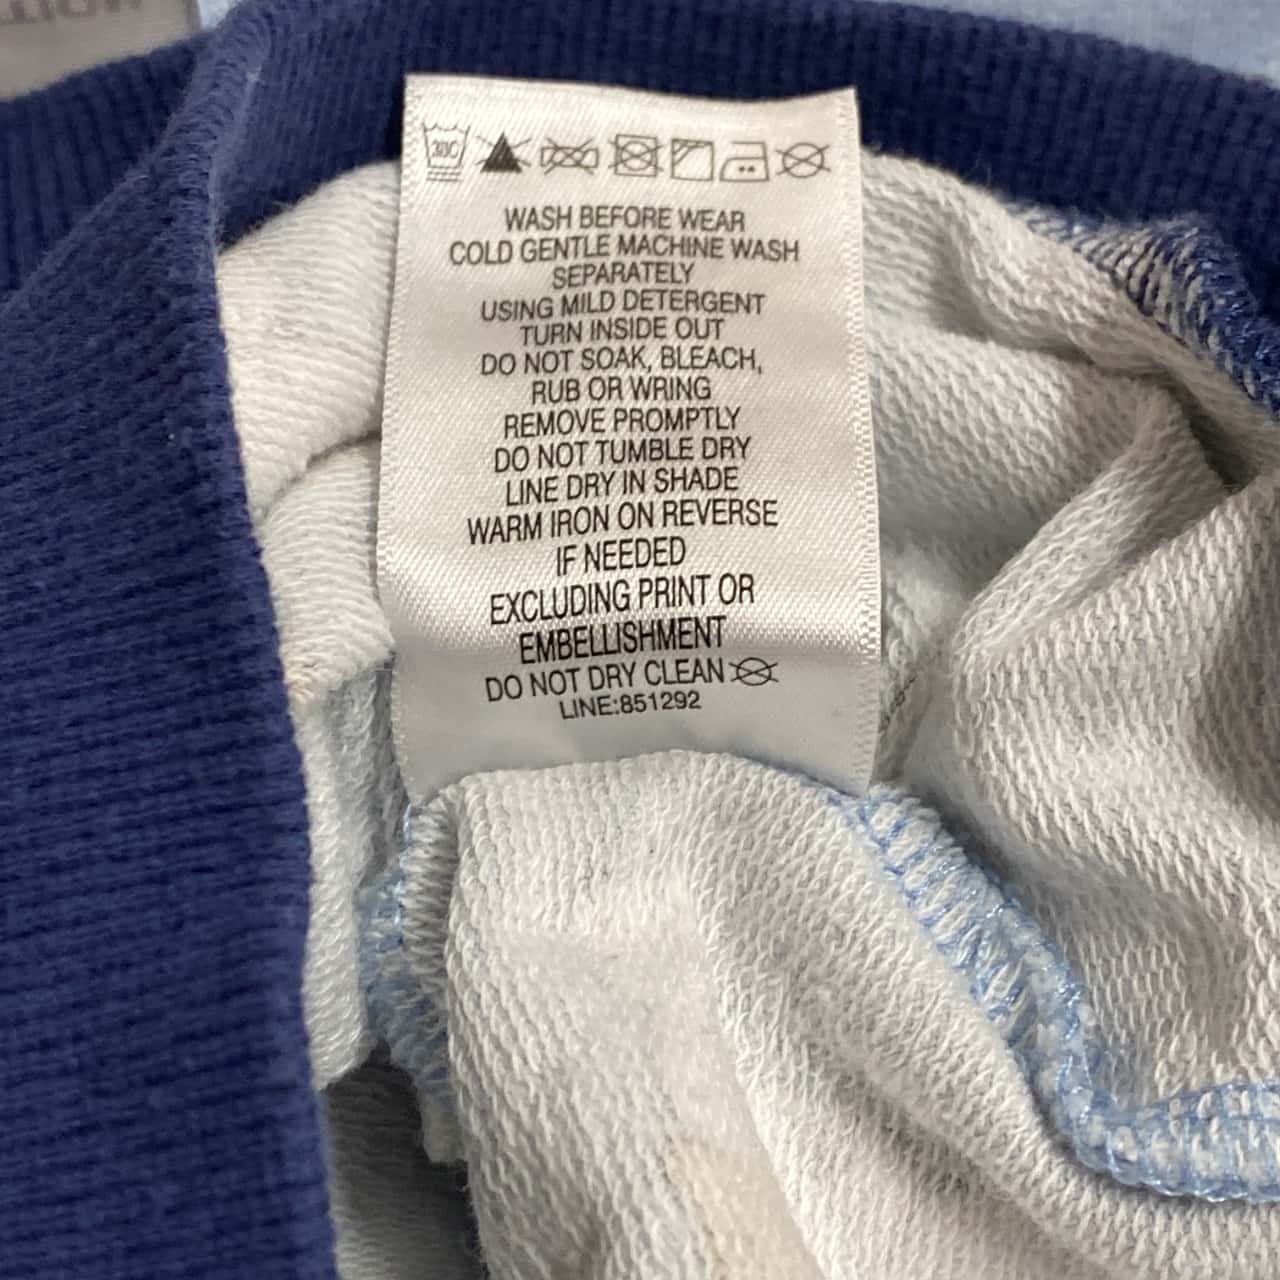 30C
WASH BEFORE WEAR
COLD GENTLE MACHINE WASH
SEPARATELY
USING MILD DETERGENT
TURN INSIDE OUT
DO NOT SOAK, BLEACH,
RUB OR WRING
REMOVE PROMPTLY
DO NOT TUMBLE DRY
LINE DRY IN SHADE
WARM IRON ON REVERSE
IF NEEDED
EXCLUDING PRINT OR
EMBELLISHMENT
DO NOT DRY CLEAN
LINE:851292